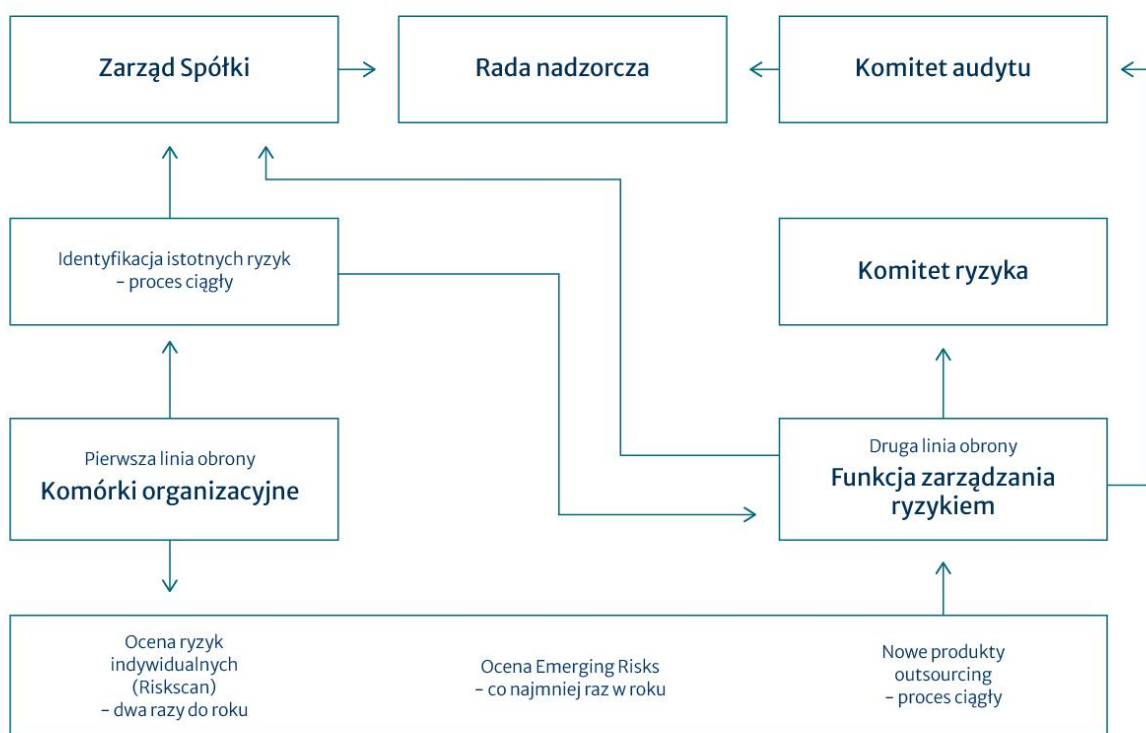 Zarząd Spółki
Rada nadzorcza
Komitet audytu
Identyfikacja istotnych ryzyk
– proces ciągły
Komitet ryzyka
Pierwsza linia obrony
Komórki organizacyjne
Druga linia obrony
Funkcja zarządzania
ryzykiem
Ocena ryzyk
indywidualnych
(Riskscan)
– dwa razy do roku
Ocena Emerging Risks
– co najmniej raz w roku
Nowe produkty
outsourcing
– proces ciągły